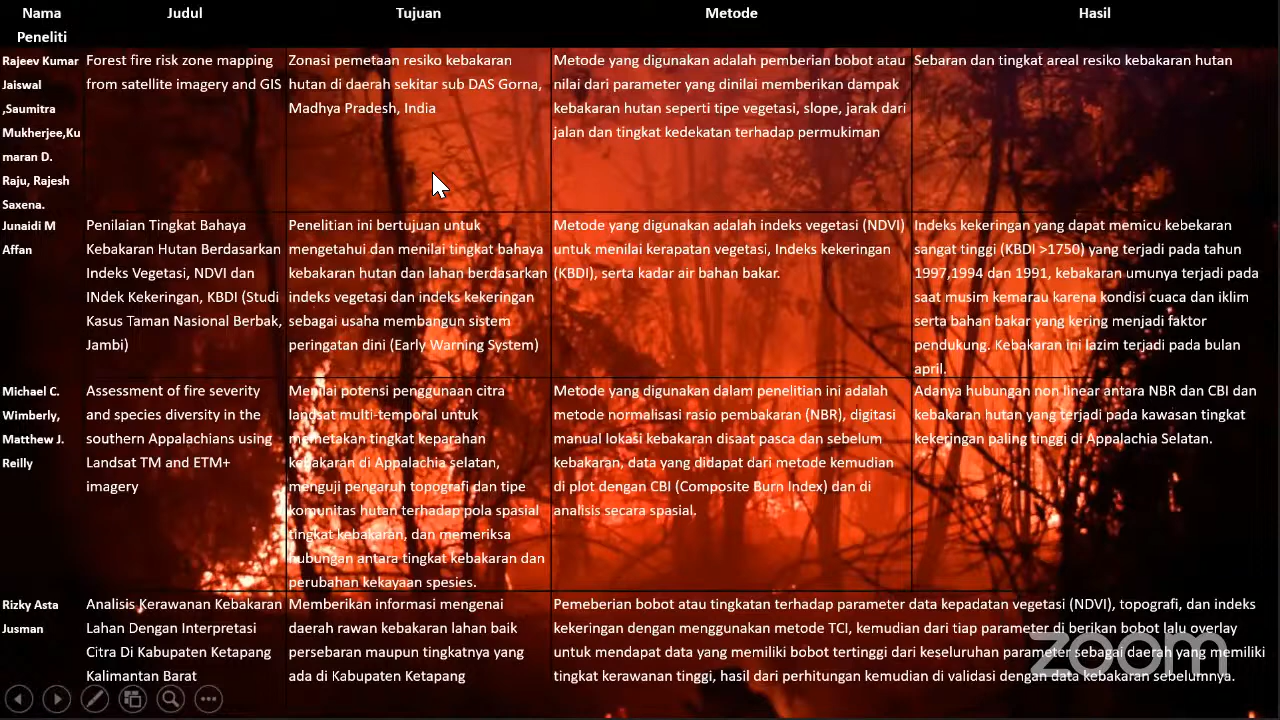 Nama Peneliti
Judul
Tujuan
Metode
Hasil
Rajeev Kumar
Jaiswal
,Saumitra
Mukherjee,Ku
maran D.
Raju, Rajesh
Saxena.
Forest fire risk zone mapping
from satellite imagery and GIS
Zonasi pemetaan resiko kebakaran
hutan di daerah sekitar sub DAS Gorna,
Madhya Pradesh, India
Metode yang digunakan adalah pemberian bobot atau
nilai dari parameter yang dinilai memberikan dampak
kebakaran hutan seperti tipe vegetasi, slope, jarak dari
jalan dan tingkat kedekatan terhadap permukiman
Sebaran dan tingkat areal resiko kebakaran hutan
Junaidi M
Affan
Penilaian Tingkat Bahaya
Kebakaran Hutan Berdasarkan
Indeks Vegetasi, NDVI dan
INdek Kekeringan, KBDI (Studi
Kasus Taman Nasional Berbak,
Jambi)
Penelitian ini bertujuan untuk
mengetahui dan menilai tingkat bahaya
kebakaran hutan dan lahan berdasarkan
indeks vegetasi dan indeks kekeringan
sebagai usaha membangun sistem
peringatan dini (Early Warning System)
Metode yang digunakan adalah indeks vegetasi (NDVI)
untuk menilai kerapatan vegetasi, Indeks kekeringan
(KBDI), serta kadar air bahan bakar.
Indeks kekeringan yang dapat memicu kebekaran
sangat tinggi (KBDI >1750) yang terjadi pada tahun
1997,1994 dan 1991, kebakaran umunya terjadi pada
saat musim kemarau karena kondisi cuaca dan iklim
serta bahan bakar yang kering menjadi faktor
pendukung. Kebakaran ini lazim terjadi pada bulan
april.
Michael C.
Wimberly,
Matthew J.
Reilly
Assessment of fire severity
and species diversity in the
southern Appalachians using
Landsat TM and ETM+
imagery
Menilai potensi penggunaan citra
landsat multi-temporal untuk
memetakan tingkat keparahan
kebakaran di Appalachia selatan,
menguji pengaruh topografi dan tipe
komunitas hutan terhadap pola spasial
tingkat kebakaran, dan memeriksa
hubungan antara tingkat kebakaran dan
perubahan kekayaan spesies.
Metode yang digunakan dalam penelitian ini adalah
metode normalisasi rasio pembakaran (NBR), digitasi
manual lokasi kebakaran disaat pasca dan sebelum
kebakaran, data yang didapat dari metode kemudian
di plot dengan CBI (Composite Burn Index) dan di
analisis secara spasial.
Adanya hubungan non linear antara NBR dan CBI dan
kebakaran hutan yang terjadi pada kawasan tingkat
kekeringan paling tinggi di Appalachia Selatan.
Rizky Asta
Jusman
Analisis Kerawanan Kebakaran
Lahan Dengan Interpretasi
Citra Di Kabupaten Ketapang
Kalimantan Barat
Memberikan informasi mengenai
daerah rawan kebakaran lahan baik
persebaran maupun tingkatnya yang
ada di Kabupaten Ketapang
Pemeberian bobot atau tingkatan terhadap parameter data kepadatan vegetasi (NDVI), topografi, dan indeks
kekeringan dengan menggunakan metode TCI, kemudian dari tiap parameter di berikan bobot lalu overlay
untuk mendapat data yang memiliki bobot tertinggi dari keseluruhan parameter sebagai daerah yang memiliki
tingkat kerawanan tinggi, hasil dari perhitungan kemudian di validasi dengan data kebakaran sebelumnya.
zoom